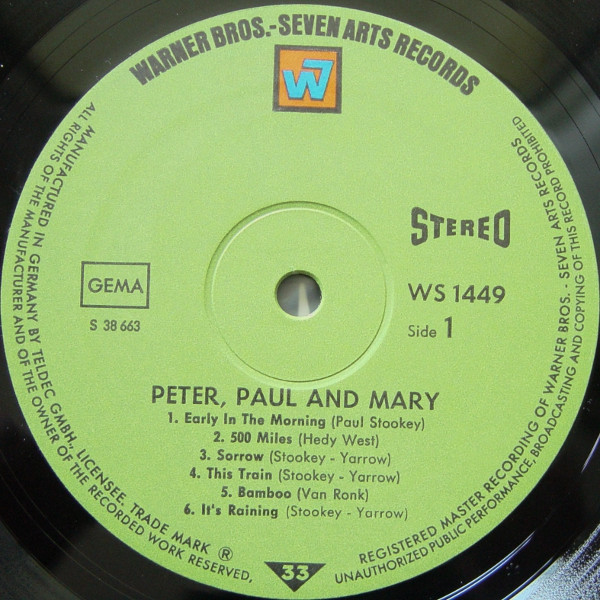 WARNER BROS.-SEVEN ARTS RECORDS
W7
STEREO
GEMA
WS 1449
S 38 663
Side 1
PETER, PAUL AND MARY
1. Early In The Morning (Paul Stookey)
2. 500 Miles (Hedy West)
3. Sorrow (Stookey - Yarrow)
4. This Train (Stookey - Yarrow)
5. Bamboo (Van Ronk)
6. It's Raining (Stookey - Yarrow)
33
MANUFACTURED IN GERMANY BY TELDEC GMBH., LICENSEE, TRADE MARK ®
ALL RIGHTS OF THE MANUFACTURER AND OF THE OWNER OF THE RECORDED WORK RESERVED,
REGISTERED MASTER RECORDING OF WARNER BROS. - SEVEN ARTS RECORDS
UNAUTHORIZED PUBLIC PERFORMANCE, BROADCASTING AND COPYING OF THIS RECORD PROHIBITED